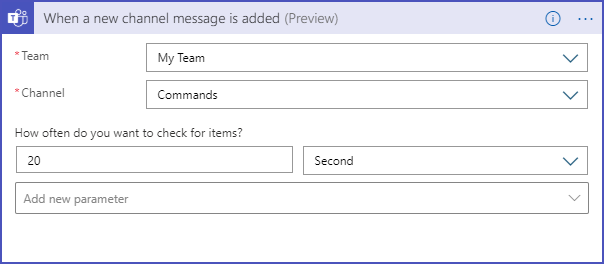 When a new channel message is added (Preview)
* Team My Team
* Channel Commands
How often do you want to check for items?
20 Second
Add new parameter